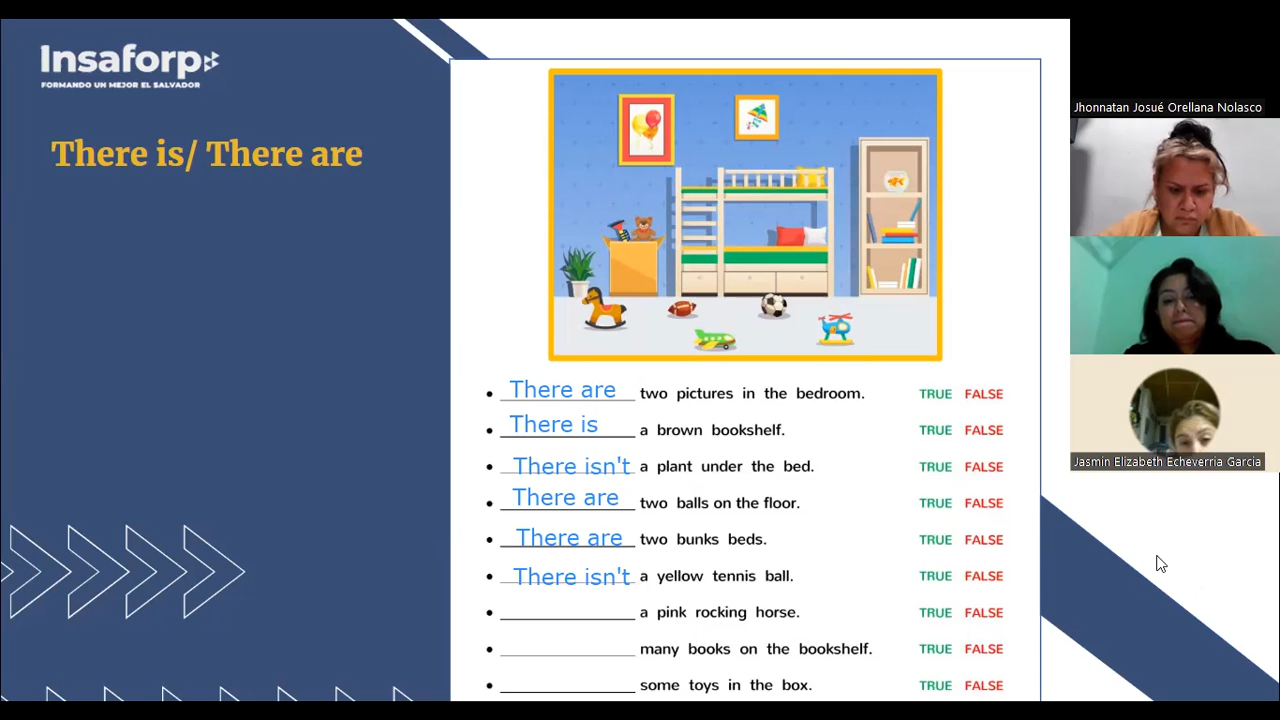 Insaforp
FORMANDO UN MEJOR EL SALVADOR
There is/ There are
• There are two pictures in the bedroom. TRUE FALSE
• There is a brown bookshelf. TRUE FALSE
• There isn't a plant under the bed. TRUE FALSE
• There are two balls on the floor. TRUE FALSE
• There are two bunks beds. TRUE FALSE
• There isn't a yellow tennis ball. TRUE FALSE
• ____________ a pink rocking horse. TRUE FALSE
• ____________ many books on the bookshelf. TRUE FALSE
• ____________ some toys in the box. TRUE FALSE
Jhonnatan Josué Orellana Nolasco
Jasmin Elizabeth Echeverria Garcia